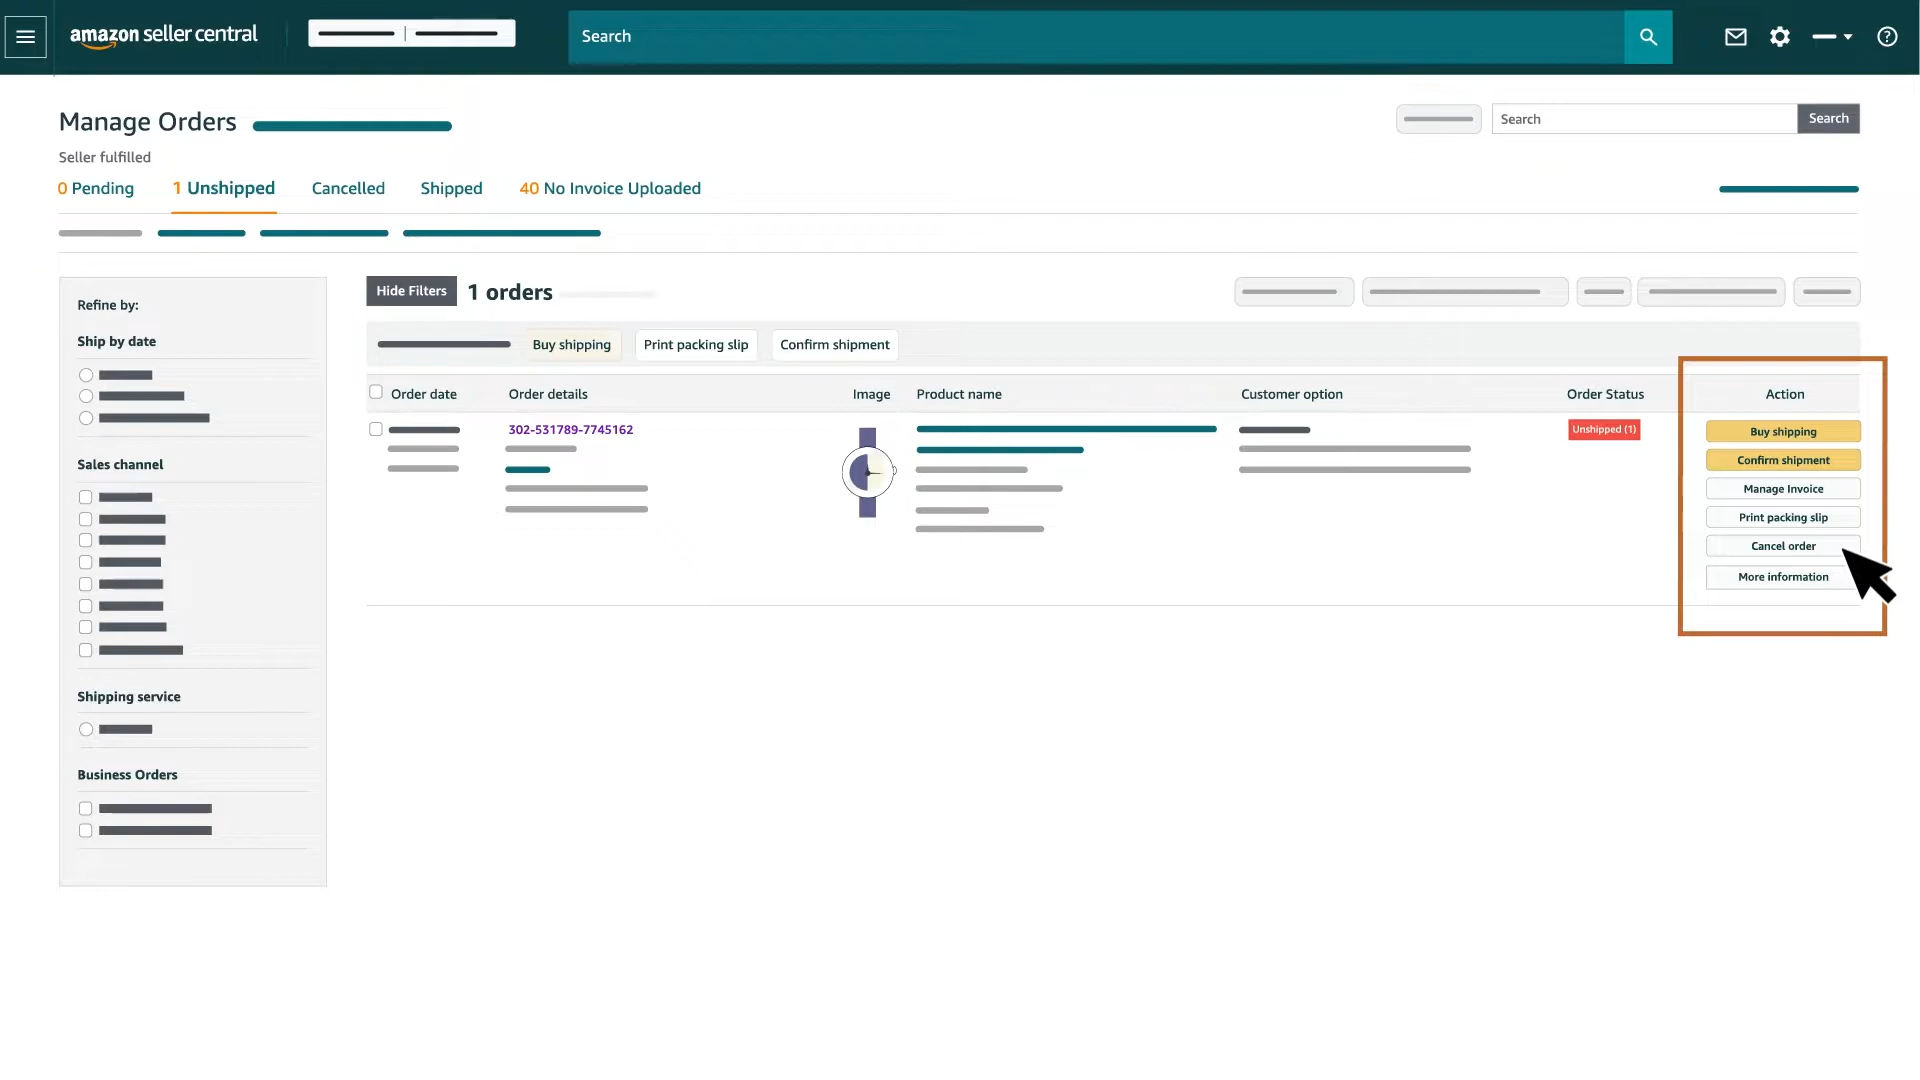 amazon seller central
Search
Manage Orders
Search
Search
Seller fulfilled
0 Pending
1 Unshipped
Cancelled
Shipped
40 No Invoice Uploaded
Refine by:
Ship by date
Sales channel
Shipping service
Business Orders
Hide Filters
1 orders
Buy shipping
Print packing slip
Confirm shipment
Order date
Order details
Image
Product name
Customer option
Order Status
Action
302-531789-7745162
Unshipped (1)
Buy shipping
Confirm shipment
Manage Invoice
Print packing slip
Cancel order
More information